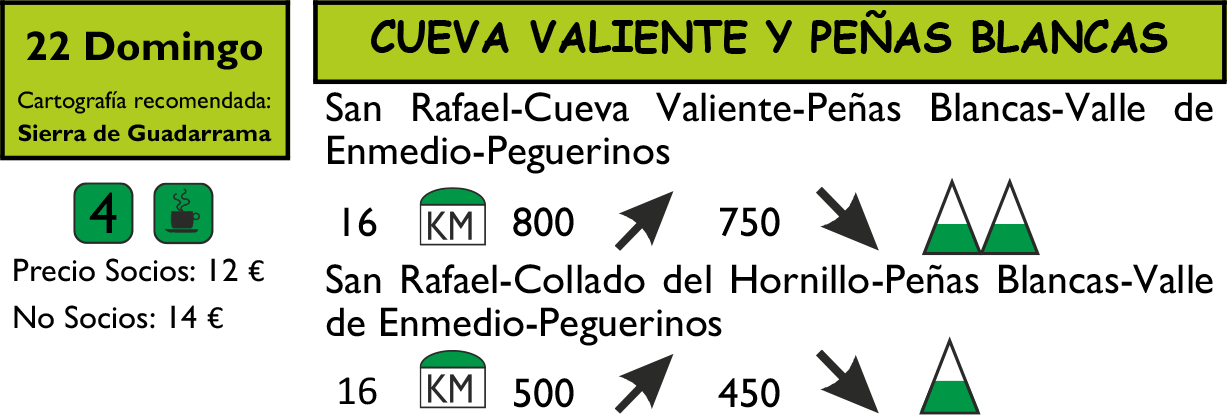 22 Domingo
Cartografía recomendada:
Sierra de Guadarrama
4
Precio Socios: 12 €
No Socios: 14 €
CUEVA VALIENTE Y PEÑAS BLANCAS
San Rafael-Cueva Valiente-Peñas Blancas-Valle de
Enmedio-Peguerinos
16 KM 800 750
San Rafael-Collado del Hornillo-Peñas Blancas-Valle
de Enmedio-Peguerinos
16 KM 500 450